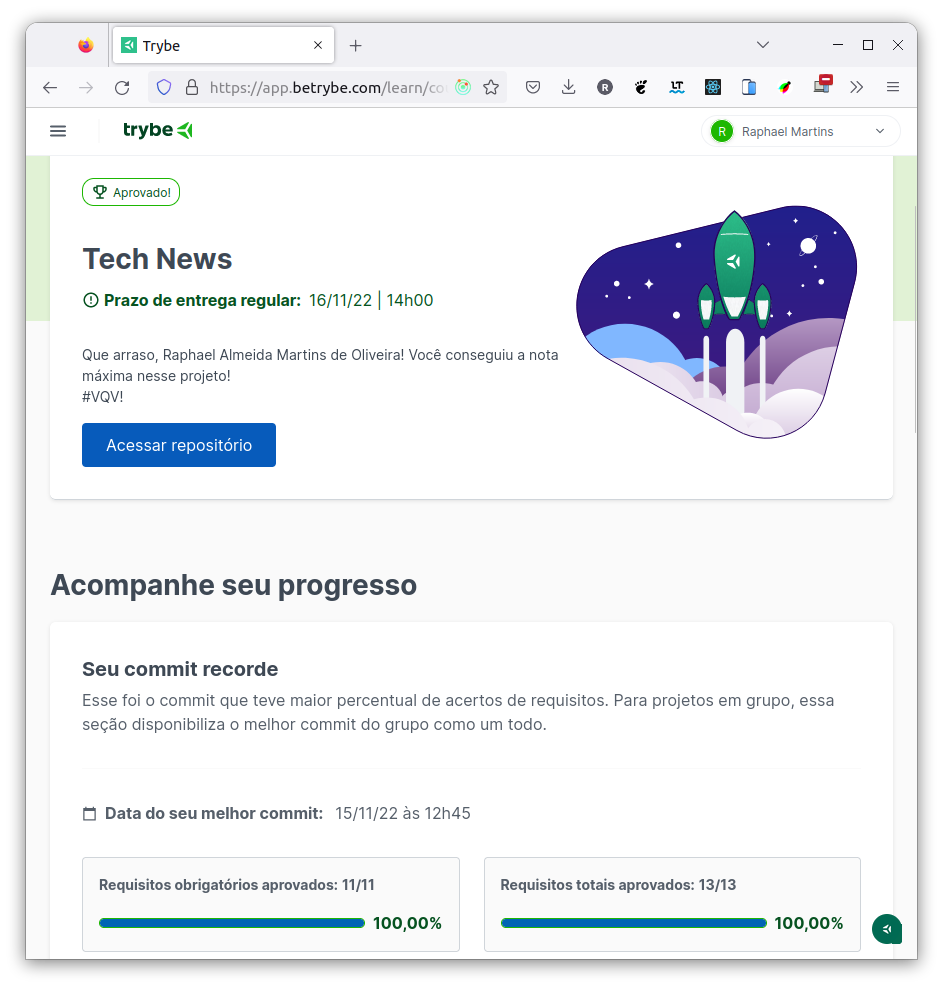 Trybe
https://app.betrybe.com/learn/co
R
LT
trybe
R
Raphael Martins
Aprovado!
Tech News
Prazo de entrega regular: 16/11/22 | 14h00
Que arraso, Raphael Almeida Martins de Oliveira! Você conseguiu a nota
máxima nesse projeto!
#VQV!
Acessar repositório
Acompanhe seu progresso
Seu commit recorde
Esse foi o commit que teve maior percentual de acertos de requisitos. Para projetos em grupo, essa
seção disponibiliza o melhor commit do grupo como um todo.
Data do seu melhor commit: 15/11/22 às 12h45
Requisitos obrigatórios aprovados: 11/11
100,00%
Requisitos totais aprovados: 13/13
100,00%